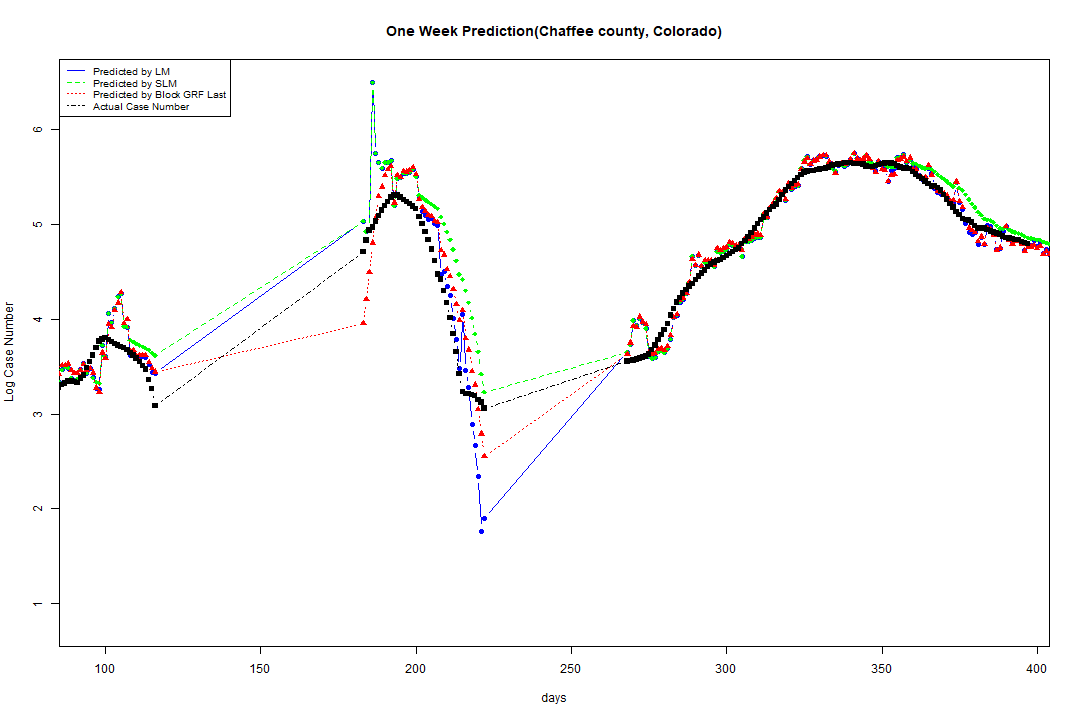 One Week Prediction(Chaffee county, Colorado)
Predicted by LM
Predicted by SLM
Predicted by Block GRF Last
Actual Case Number
Log Case Number
6
5
4
3
2
1
100 150 200 250 300 350 400
days